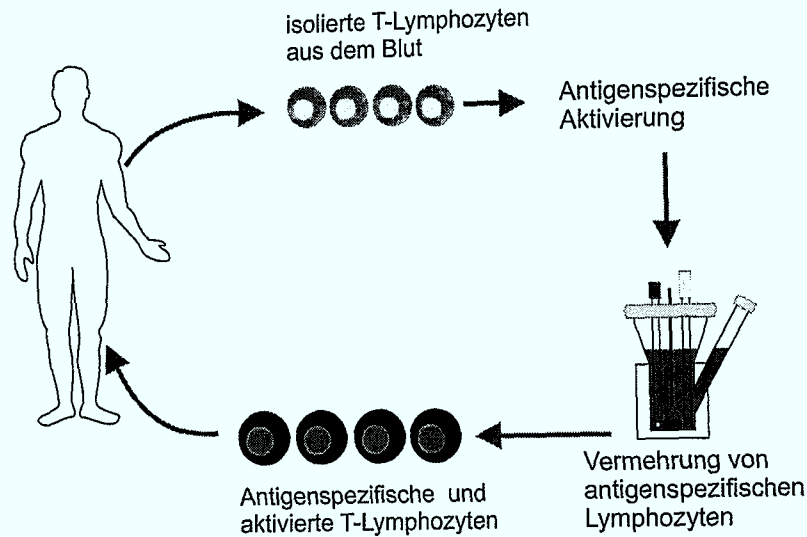 isolierte T-Lymphozyten
aus dem Blut
Antigenspezifische
Aktivierung
Vermehrung von
antigenspezifischen
Lymphozyten
Antigenspezifische und
aktivierte T-Lymphozyten